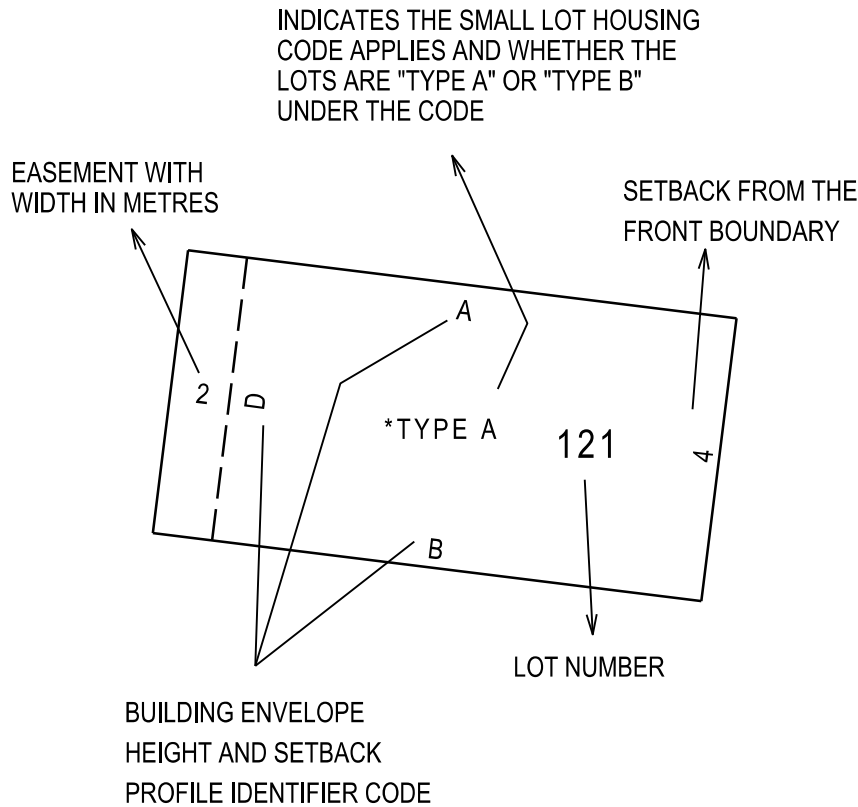 INDICATES THE SMALL LOT HOUSING
CODE APPLIES AND WHETHER THE
LOTS ARE "TYPE A" OR "TYPE B"
UNDER THE CODE
EASEMENT WITH
WIDTH IN METRES
SETBACK FROM THE
FRONT BOUNDARY
A
2
D
*TYPE A
121
4
B
LOT NUMBER
BUILDING ENVELOPE
HEIGHT AND SETBACK
PROFILE IDENTIFIER CODE